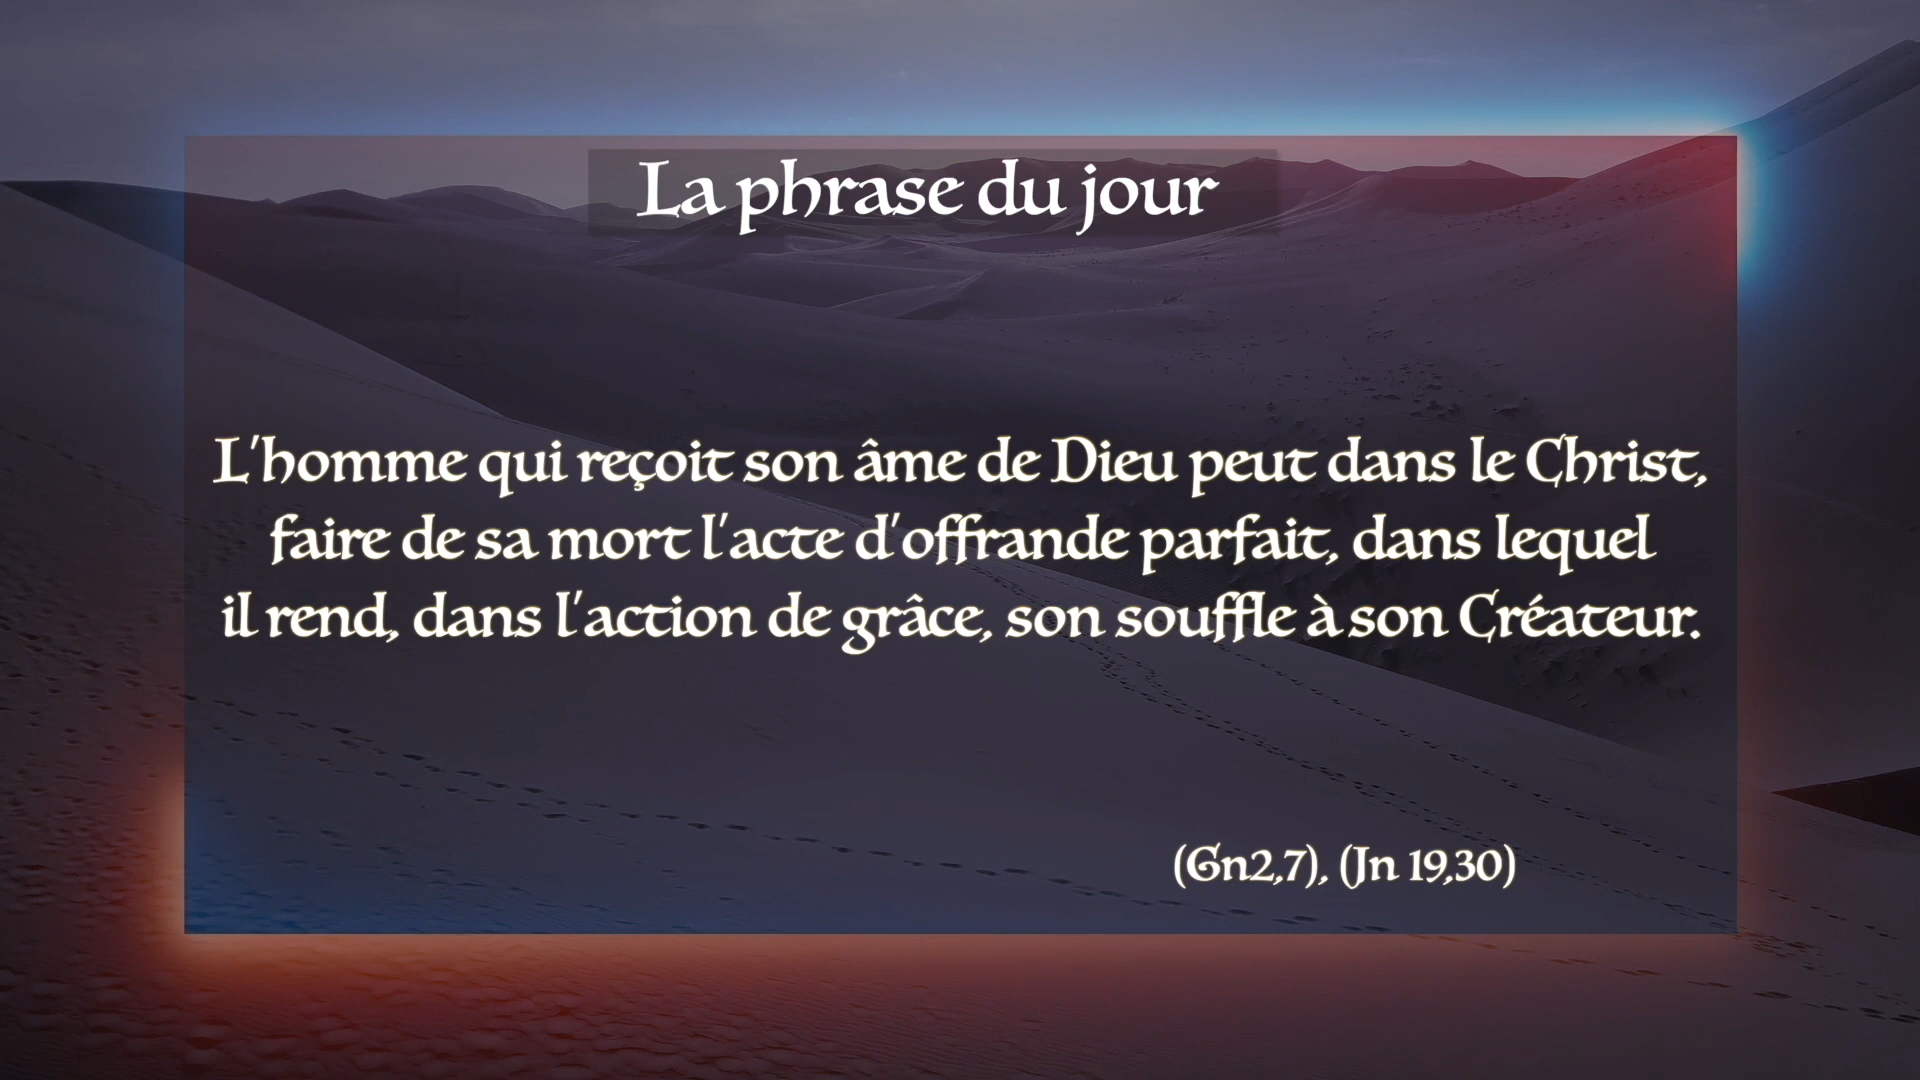 La phrase du jour
L'homme qui reçoit son âme de Dieu peut dans le Christ,
faire de sa mort l'acte d'offrande parfait, dans lequel
il rend, dans l'action de grâce, son souffle à son Créateur.
(Gn2,7), (Jn 19,30)